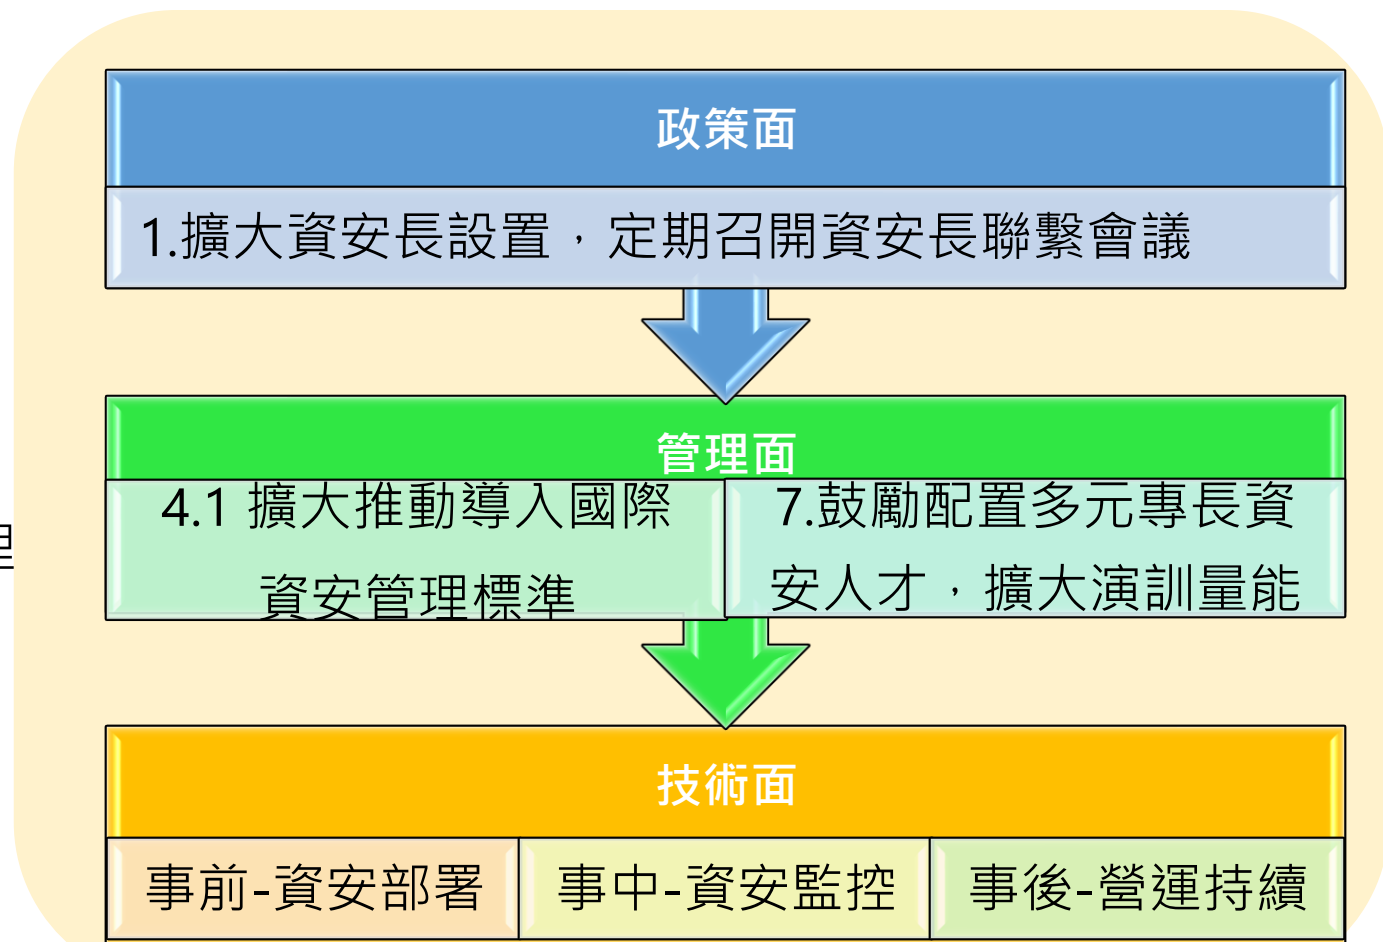 政策面
1.擴大資安長設置，定期召開資安長聯繫會議
管理面
4.1 擴大推動導入國際
資安管理標準
7.鼓勵配置多元專長資
安人才，擴大演訓量能
理
技術面
事前-資安部署
事中-資安監控
事後-營運持續